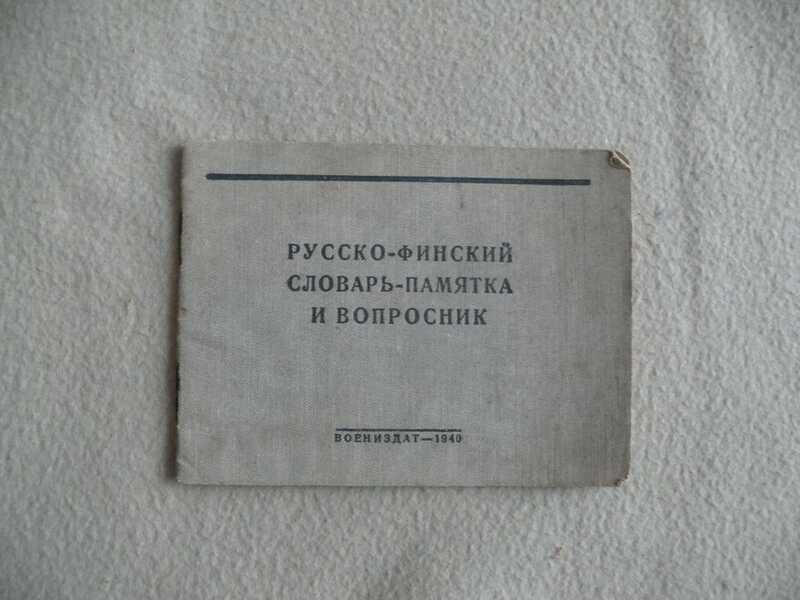 РУССКО-ФИНСКИЙ
СЛОВАРЬ-ПАМЯТКА
И ВОПРОСНИК
ВОЕНИЗДАТ—1940